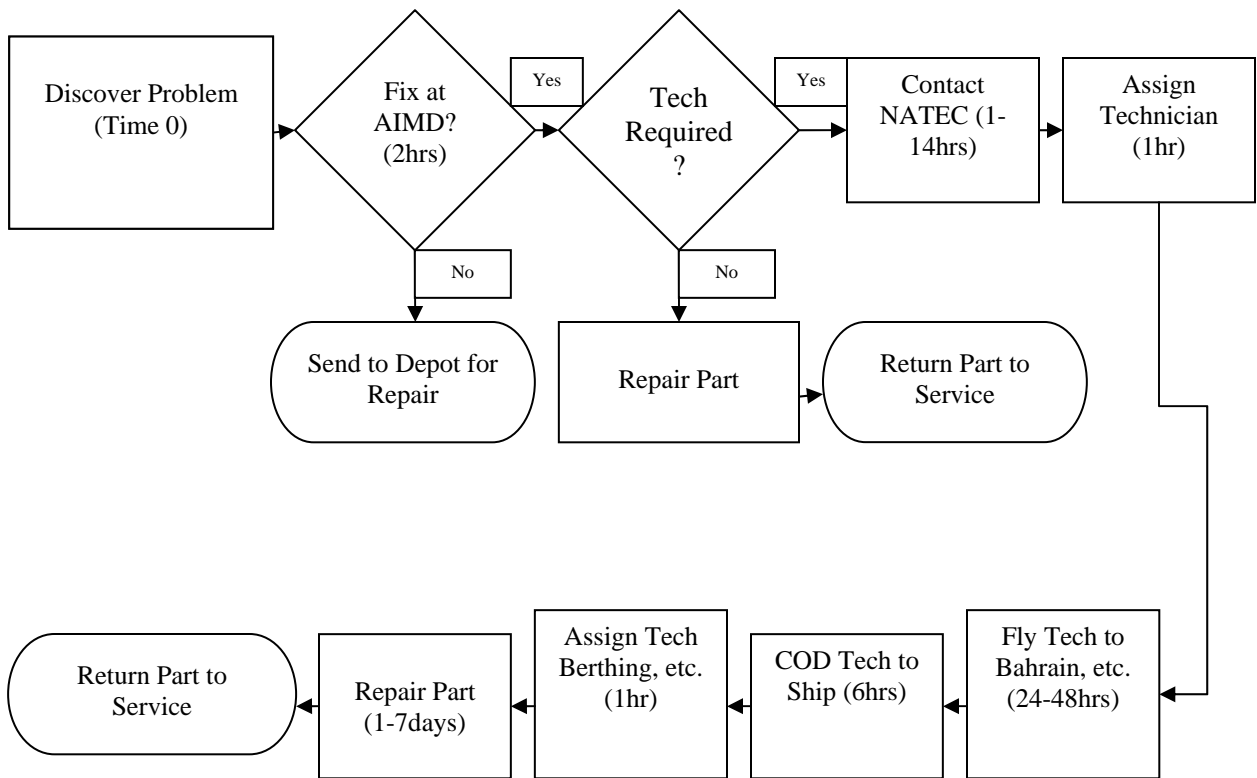 Discover Problem
(Time 0)
Fix at
AIMD?
(2hrs)
Yes
Tech
Required
?
Yes
Contact
NATEC (1-
14hrs)
Assign
Technician
(1hr)
No
No
Send to Depot for
Repair
Repair Part
Return Part to
Service
Fly Tech to
Bahrain, etc.
(24-48hrs)
COD Tech to
Ship (6hrs)
Assign Tech
Berthing, etc.
(1hr)
Repair Part
(1-7days)
Return Part to
Service